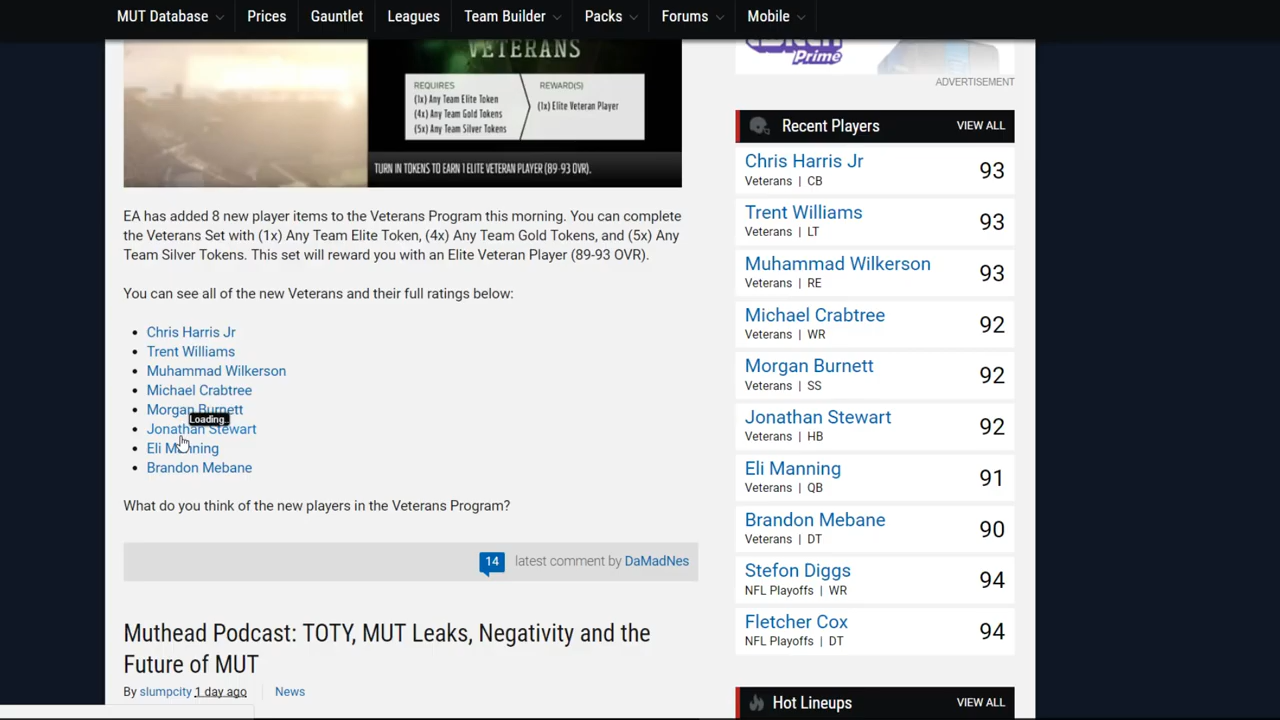 MUT Database
Prices
Gauntlet
Leagues
Team Builder
Packs
Forums
Mobile
VETERANS
REQUIRES
(1x) Any Team Elite Token
(4x) Any Team Gold Tokens
(5x) Any Team Silver Tokens
REWARD(S)
(1x) Elite Veteran Player
TURN IN TOKENS TO EARN 1 ELITE VETERAN PLAYER (89-93 OVR).
EA has added 8 new player items to the Veterans Program this morning. You can complete
the Veterans Set with (1x) Any Team Elite Token, (4x) Any Team Gold Tokens, and (5x) Any
Team Silver Tokens. This set will reward you with an Elite Veteran Player (89-93 OVR).
You can see all of the new Veterans and their full ratings below:
Chris Harris Jr
Trent Williams
Muhammad Wilkerson
Michael Crabtree
Morgan Burnett
Loading..
Jonathan Stewart
Eli Manning
Brandon Mebane
What do you think of the new players in the Veterans Program?
14 latest comment by DaMadNes
Muthead Podcast: TOTY, MUT Leaks, Negativity and the
Future of MUT
By slumpcity 1 day ago News
Prime
ADVERTISEMENT
Recent Players VIEW ALL
Chris Harris Jr 93
Veterans | CB
Trent Williams 93
Veterans | LT
Muhammad Wilkerson 93
Veterans | RE
Michael Crabtree 92
Veterans | WR
Morgan Burnett 92
Veterans | SS
Jonathan Stewart 92
Veterans | HB
Eli Manning 91
Veterans | QB
Brandon Mebane 90
Veterans | DT
Stefon Diggs 94
NFL Playoffs | WR
Fletcher Cox 94
NFL Playoffs | DT
Hot Lineups VIEW ALL